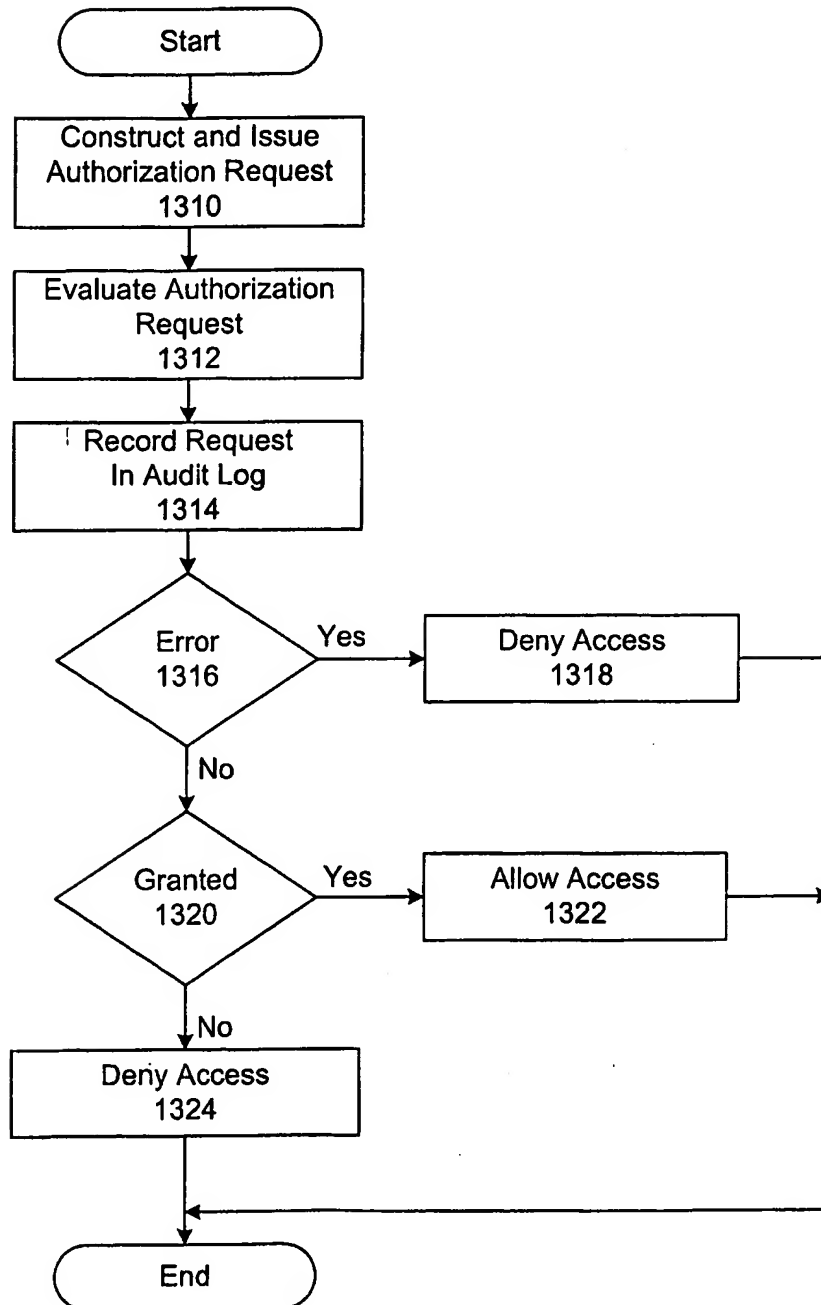 Start
Construct and Issue
Authorization Request
1310
Evaluate Authorization
Request
1312
Record Request
In Audit Log
1314
Error
1316
Yes
Deny Access
1318
No
Granted
1320
Yes
Allow Access
1322
No
Deny Access
1324
End